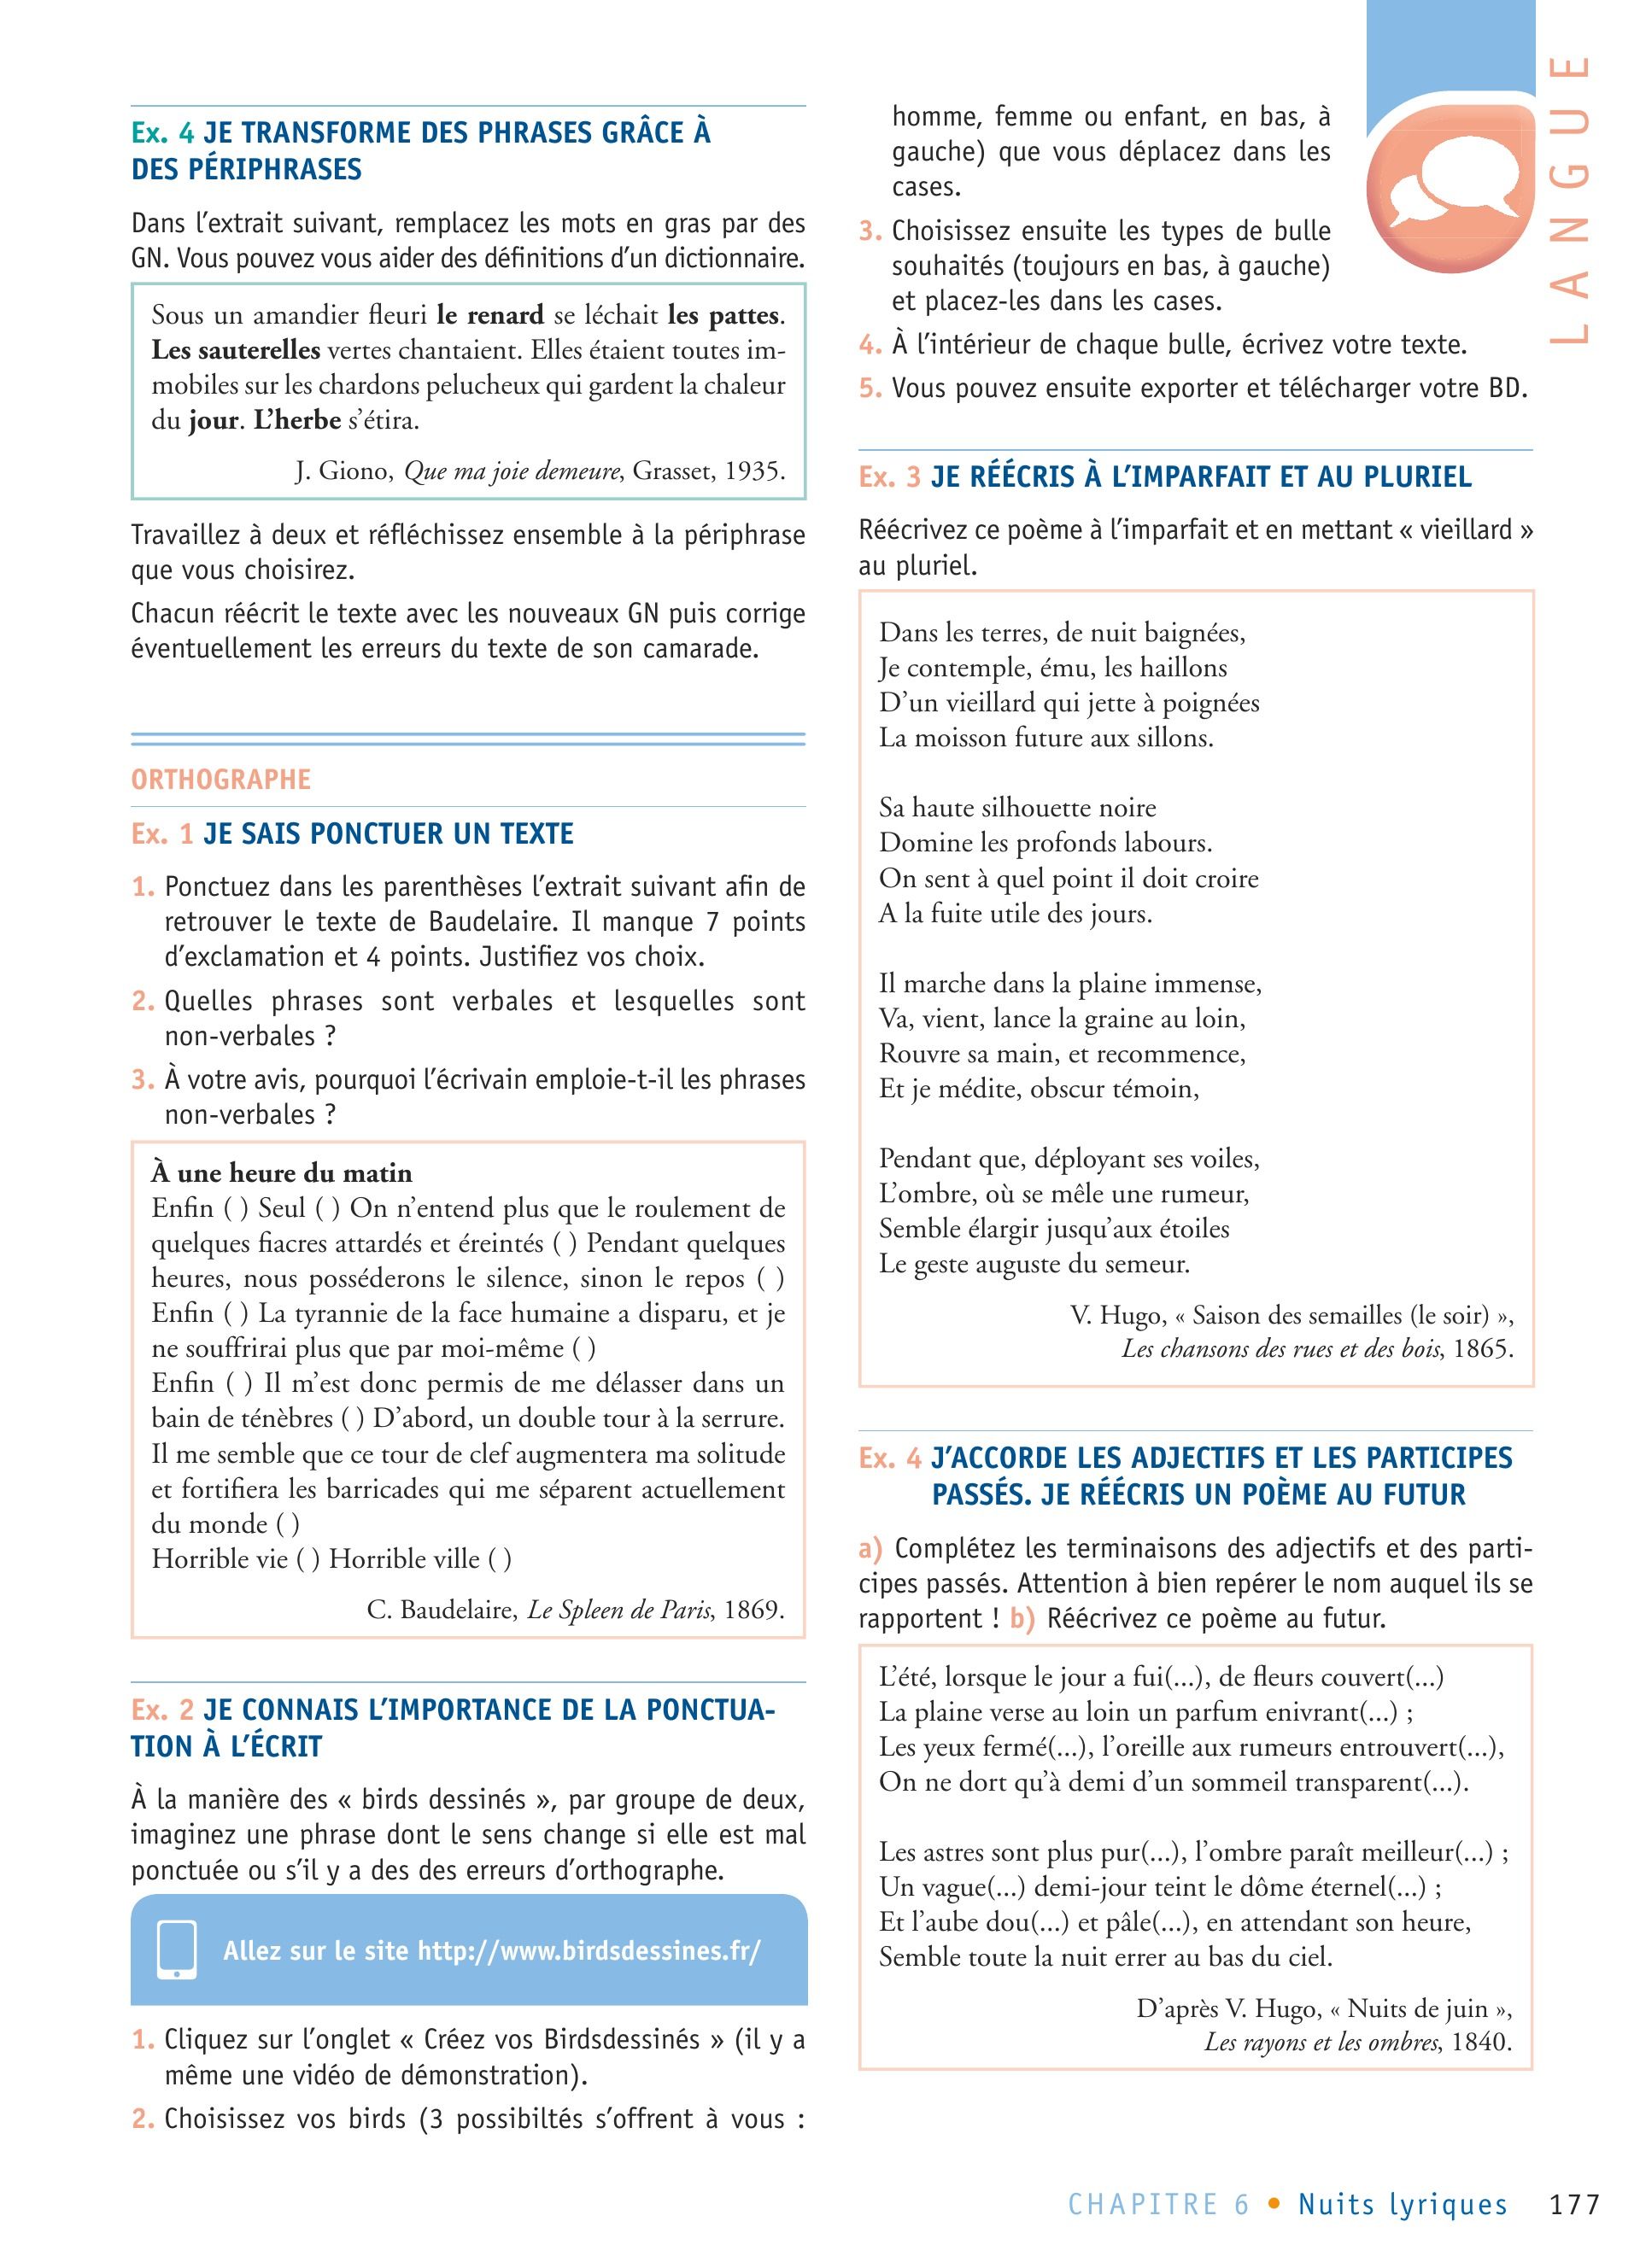 Ex. 4 JE TRANSFORME DES PHRASES GRÂCE À
DES PÉRIPHRASES
Dans l’extrait suivant, remplacez les mots en gras par des
GN. Vous pouvez vous aider des définitions d’un dictionnaire.
Sous un amandier fleuri le renard se léchait les pattes.
Les sauterelles vertes chantaient. Elles étaient toutes im-
mobiles sur les chardons pelucheux qui gardent la chaleur
du jour. L’herbe s’étira.
J. Giono, Que ma joie demeure, Grasset, 1935.
Travaillez à deux et réfléchissez ensemble à la périphrase
que vous choisirez.
Chacun réécrit le texte avec les nouveaux GN puis corrige
éventuellement les erreurs du texte de son camarade.
ORTHOGRAPHE
Ex. 1 JE SAIS PONCTUER UN TEXTE
1. Ponctuez dans les parenthèses l’extrait suivant afin de
retrouver le texte de Baudelaire. Il manque 7 points
d’exclamation et 4 points. Justifiez vos choix.
2. Quelles phrases sont verbales et lesquelles sont
non-verbales ?
3. À votre avis, pourquoi l’écrivain emploie-t-il les phrases
non-verbales ?
À une heure du matin
Enfin ( ) Seul ( ) On n’entend plus que le roulement de
quelques fiacres attardés et éreintés ( ) Pendant quelques
heures, nous posséderons le silence, sinon le repos ( )
Enfin ( ) La tyrannie de la face humaine a disparu, et je
ne souffrirai plus que par moi-même ( )
Enfin ( ) Il m’est donc permis de me délasser dans un
bain de ténèbres ( ) D’abord, un double tour à la serrure.
Il me semble que ce tour de clef augmentera ma solitude
et fortifiera les barricades qui me séparent actuellement
du monde ( )
Horrible vie ( ) Horrible ville ( )
C. Baudelaire, Le Spleen de Paris, 1869.
Ex. 2 JE CONNAIS L’IMPORTANCE DE LA PONCTUA-
TION À L’ÉCRIT
À la manière des « birds dessinés », par groupe de deux,
imaginez une phrase dont le sens change si elle est mal
ponctuée ou s’il y a des des erreurs d’orthographe.
Allez sur le site http://www.birdsdessines.fr/
1. Cliquez sur l’onglet « Créez vos Birdsdessinés » (il y a
même une vidéo de démonstration).
2. Choisissez vos birds (3 possibiltés s’offrent à vous :
homme, femme ou enfant, en bas, à
gauche) que vous déplacez dans les
cases.
3. Choisissez ensuite les types de bulle
souhaités (toujours en bas, à gauche)
et placez-les dans les cases.
4. À l’intérieur de chaque bulle, écrivez votre texte.
5. Vous pouvez ensuite exporter et télécharger votre BD.
Ex. 3 JE RÉÉCRIS À L’IMPARFAIT ET AU PLURIEL
Réécrivez ce poème à l’imparfait et en mettant « vieillard »
au pluriel.
Dans les terres, de nuit baignées,
Je contemple, ému, les haillons
D’un vieillard qui jette à poignées
La moisson future aux sillons.
Sa haute silhouette noire
Domine les profonds labours.
On sent à quel point il doit croire
A la fuite utile des jours.
Il marche dans la plaine immense,
Va, vient, lance la graine au loin,
Rouvre sa main, et recommence,
Et je médite, obscur témoin,
Pendant que, déployant ses voiles,
L’ombre, où se mêle une rumeur,
Semble élargir jusqu’aux étoiles
Le geste auguste du semeur.
V. Hugo, « Saison des semailles (le soir) »,
Les chansons des rues et des bois, 1865.
Ex. 4 J’ACCORDE LES ADJECTIFS ET LES PARTICIPES
PASSÉS. JE RÉÉCRIS UN POÈME AU FUTUR
a) Complétez les terminaisons des adjectifs et des parti-
cipes passés. Attention à bien repérer le nom auquel ils se
rapportent ! b) Réécrivez ce poème au futur.
L’été, lorsque le jour a fui(...), de fleurs couvert(...)
La plaine verse au loin un parfum enivrant(...) ;
Les yeux fermé(...), l’oreille aux rumeurs entrouvert(...),
On ne dort qu’à demi d’un sommeil transparent(...).
Les astres sont plus pur(...), l’ombre paraît meilleur(...) ;
Un vague(...) demi-jour teint le dôme éternel(...) ;
Et l’aube dou(...) et pâle(...), en attendant son heure,
Semble toute la nuit errer au bas du ciel.
D’après V. Hugo, « Nuits de juin »,
Les rayons et les ombres, 1840.
LANGUE
CHAPITRE 6 • Nuits lyriques 177